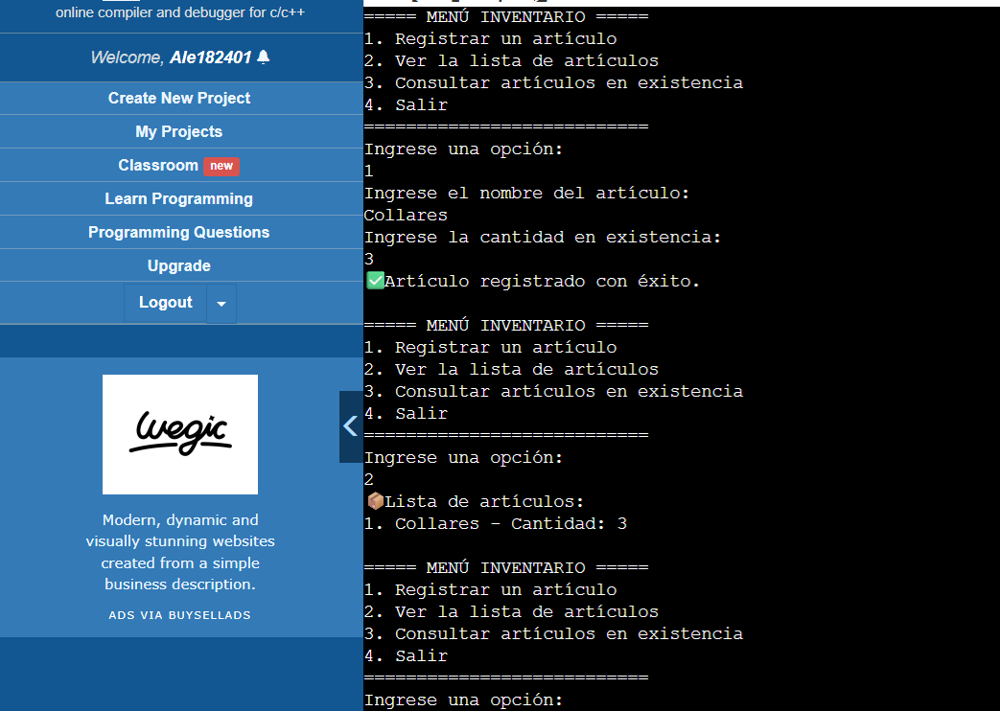 online compiler and debugger for c/c++
Welcome, Ale182401
Create New Project
My Projects
Classroom new
Learn Programming
Programming Questions
Upgrade
Logout
wegic
Modern, dynamic and
visually stunning websites
created from a simple
business description.
ADS VIA BUYSELLADS
===== MENÚ INVENTARIO =====
1. Registrar un artículo
2. Ver la lista de artículos
3. Consultar artículos en existencia
4. Salir
===========================
Ingrese una opción:
1
Ingrese el nombre del artículo:
Collares
Ingrese la cantidad en existencia:
3
✅Artículo registrado con éxito.
===== MENÚ INVENTARIO =====
1. Registrar un artículo
2. Ver la lista de artículos
3. Consultar artículos en existencia
4. Salir
===========================
Ingrese una opción:
2
📦Lista de artículos:
1. Collares - Cantidad: 3
===== MENÚ INVENTARIO =====
1. Registrar un artículo
2. Ver la lista de artículos
3. Consultar artículos en existencia
4. Salir
===========================
Ingrese una opción: